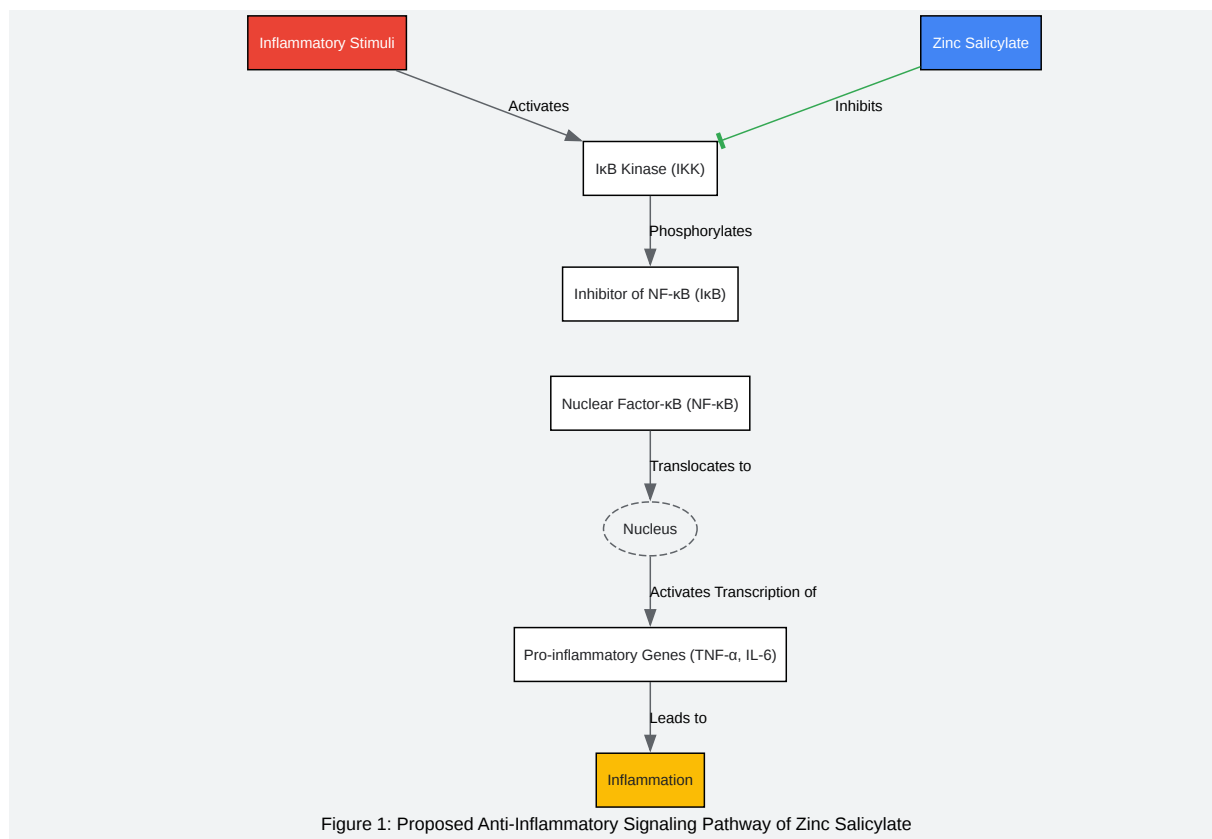 Inflammatory Stimuli
Zinc Salicylate
Activates
Inhibits
IκB Kinase (IKK)
Phosphorylates
Inhibitor of NF-κB (IκB)
Nuclear Factor-κB (NF-κB)
Translocates to
Nucleus
Activates Transcription of
Pro-inflammatory Genes (TNF-α, IL-6)
Leads to
Inflammation
Figure 1: Proposed Anti-Inflammatory Signaling Pathway of Zinc Salicylate